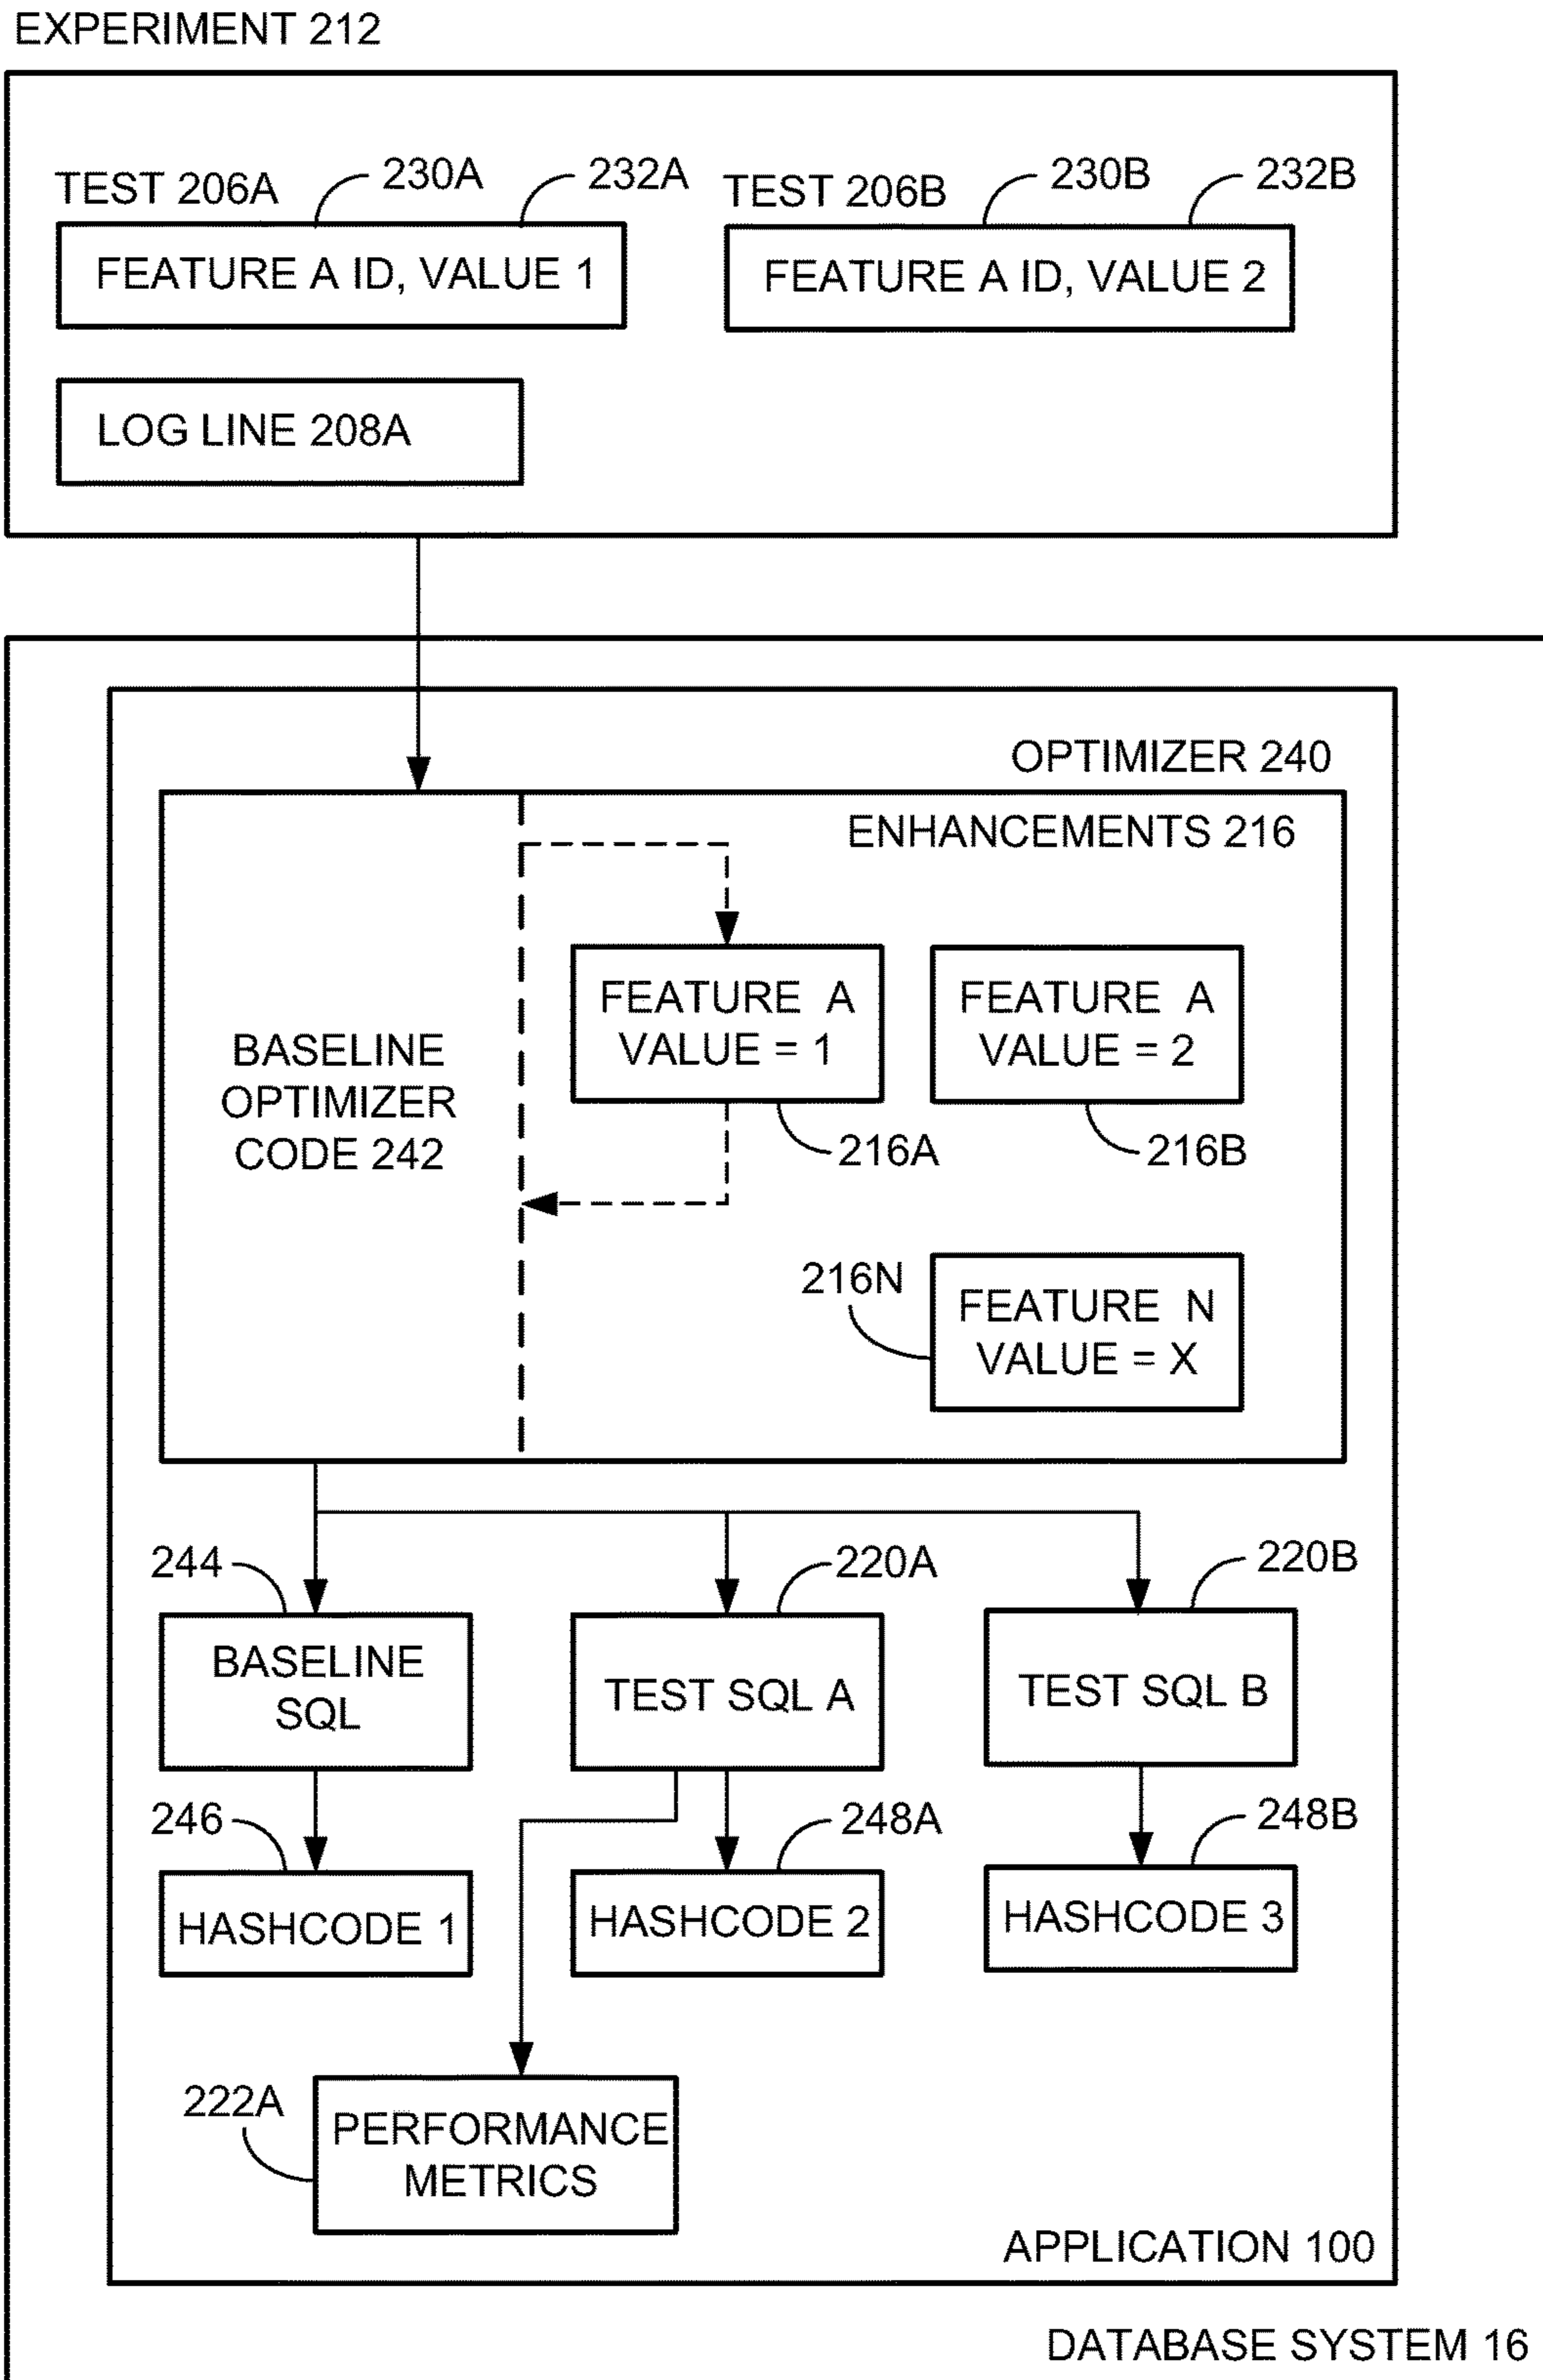 EXPERIMENT 212
230A
232A
230B
232B
TEST 206A
TEST 206B
FEATURE A ID, VALUE 1
FEATURE A ID, VALUE 2
LOG LINE 208A
OPTIMIZER 240
ENHANCEMENTS 216
BASELINE
OPTIMIZER
CODE 242
FEATURE A
VALUE = 1
FEATURE A
VALUE = 2
216A
216B
216N
FEATURE N
VALUE = X
244
220A
220B
BASELINE
SQL
TEST SQL A
TEST SQL B
246
248A
248B
HASHCODE 1
HASHCODE 2
HASHCODE 3
222A
PERFORMANCE
METRICS
APPLICATION 100
DATABASE SYSTEM 16